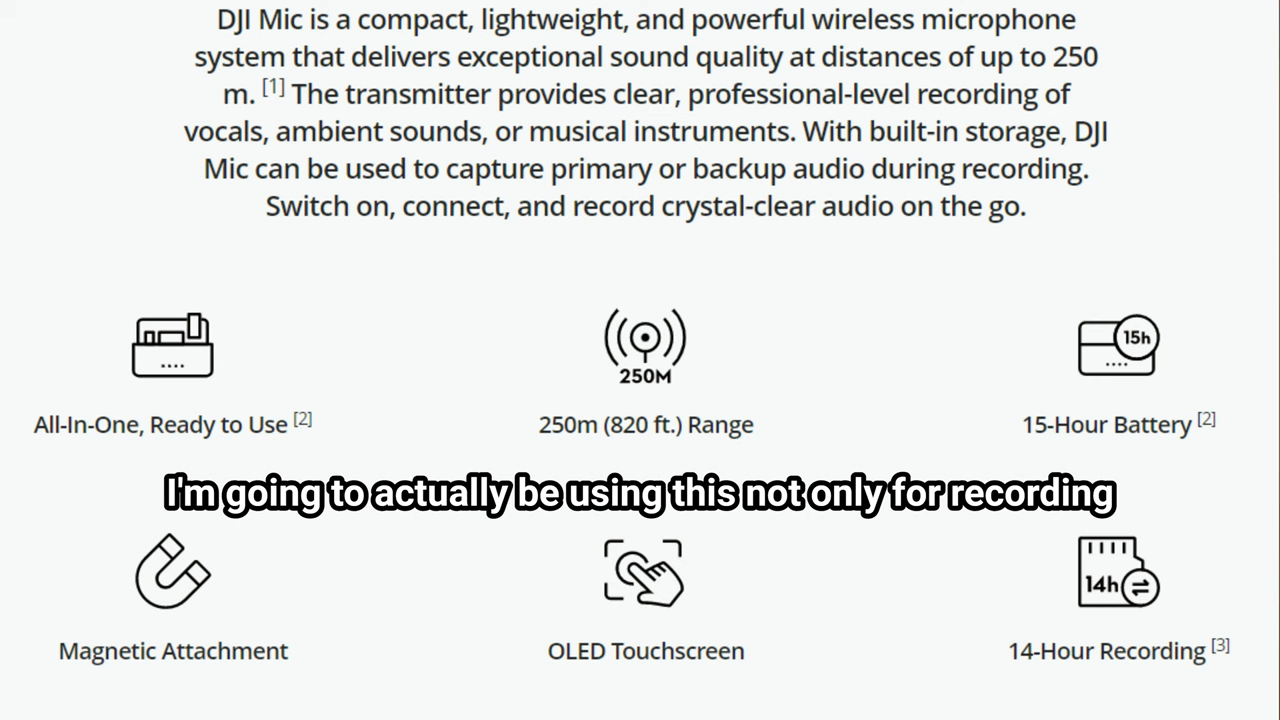 DJI Mic is a compact, lightweight, and powerful wireless microphone
system that delivers exceptional sound quality at distances of up to 250
m. [1] The transmitter provides clear, professional-level recording of
vocals, ambient sounds, or musical instruments. With built-in storage, DJI
Mic can be used to capture primary or backup audio during recording.
Switch on, connect, and record crystal-clear audio on the go.
15h
250M
All-In-One, Ready to Use [2]
250m (820 ft.) Range
15-Hour Battery [2]
I'm going to actually be using this not only for recording
14h
Magnetic Attachment
OLED Touchscreen
14-Hour Recording [3]